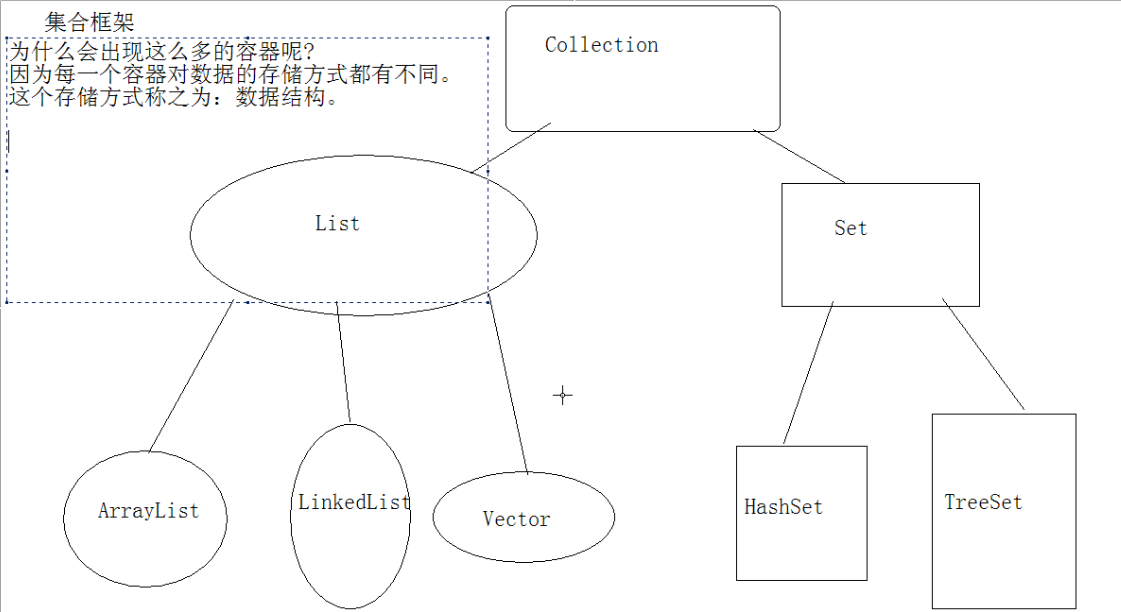 集合框架
为什么会出现这么多的容器呢?
因为每一个容器对数据的存储方式都有不同。
这个存储方式称之为：数据结构。
Collection
List
Set
ArrayList
LinkedList
Vector
HashSet
TreeSet